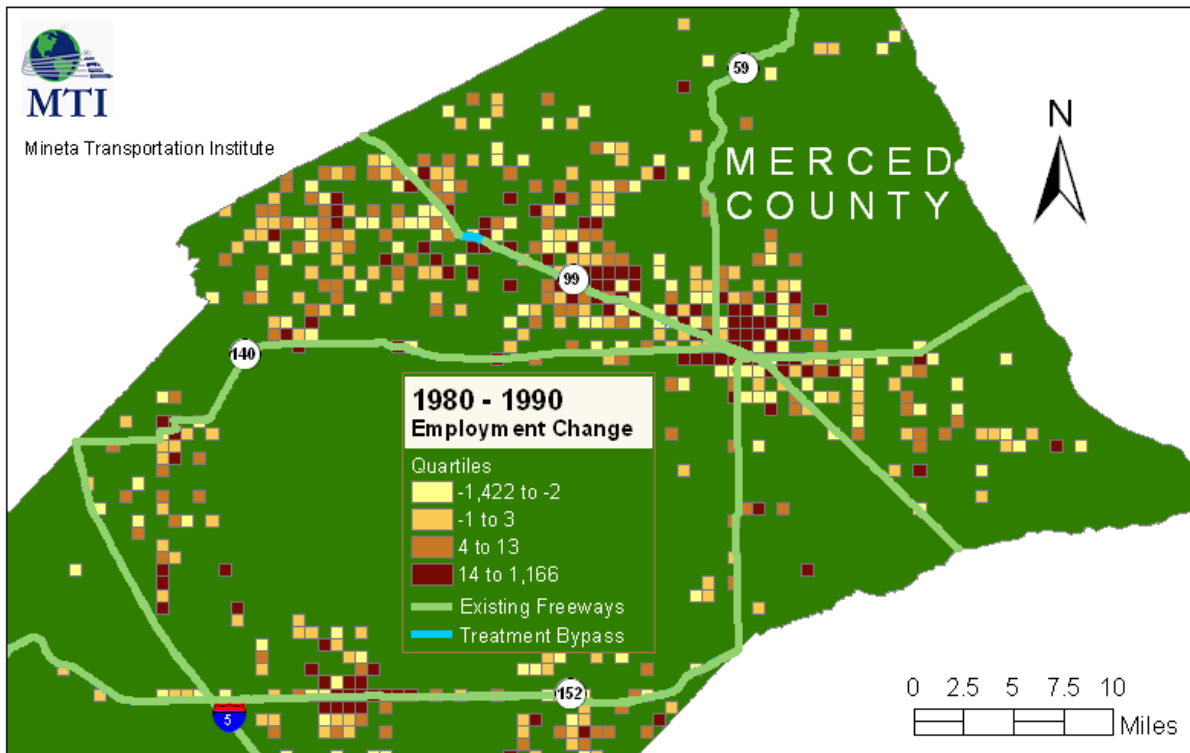 MTI
Mineta Transportation Institute
59
N
MERCED
COUNTY
99
140
1980 - 1990
Employment Change
Quartiles
-1,422 to -2
-1 to 3
4 to 13
14 to 1,166
Existing Freeways
Treatment Bypass
152
5
0 2.5 5 7.5 10
Miles